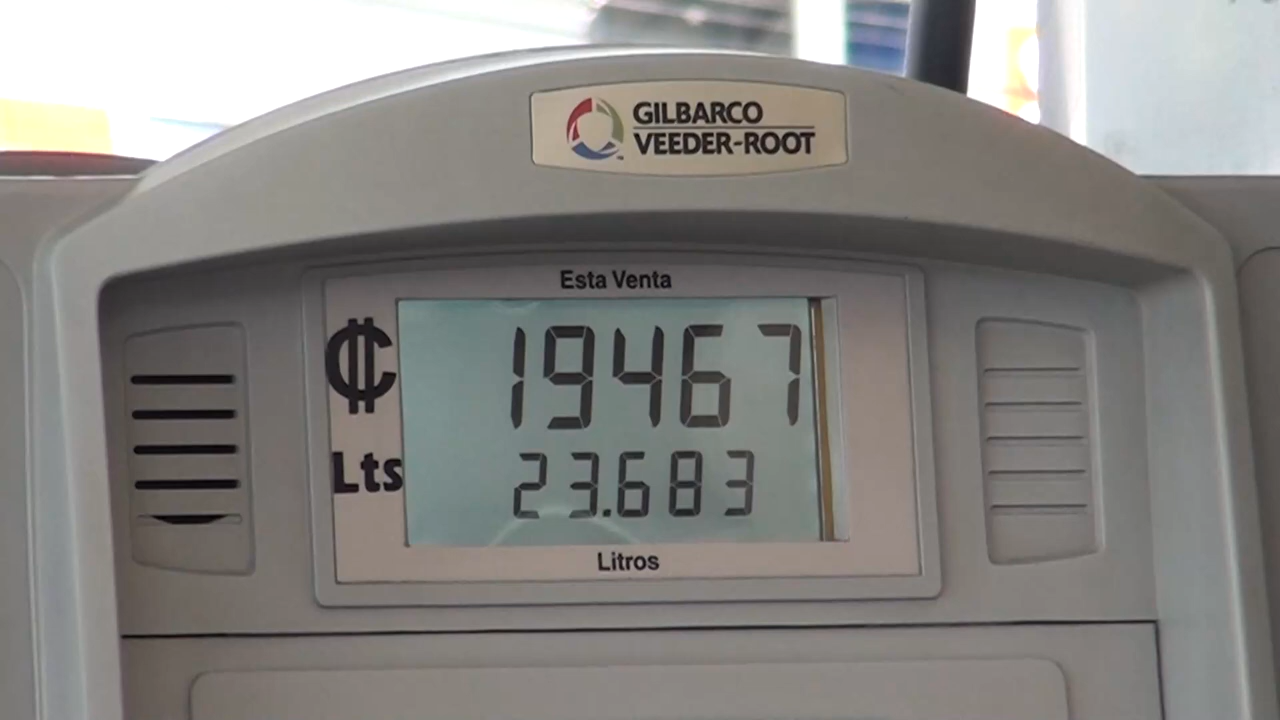 GILBARCO
VEEDER-ROOT
Esta Venta
₡ 19467
Lts 23.683
Litros